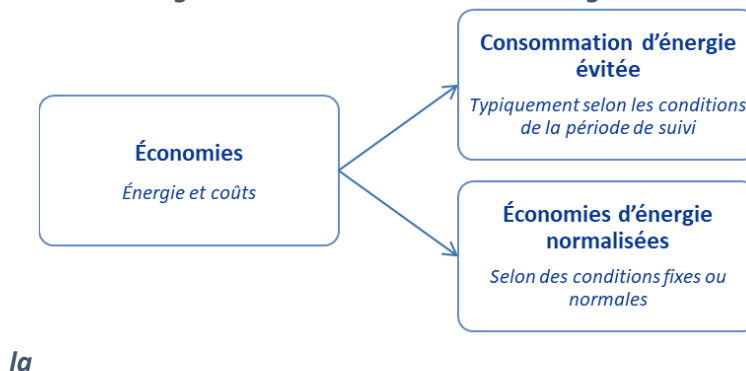 Consommation d'énergie
évitée
Typiquement selon les conditions
de la période de suivi
Économies
Énergie et coûts
Économies d'énergie
normalisées
Selon des conditions fixes ou
normales
la